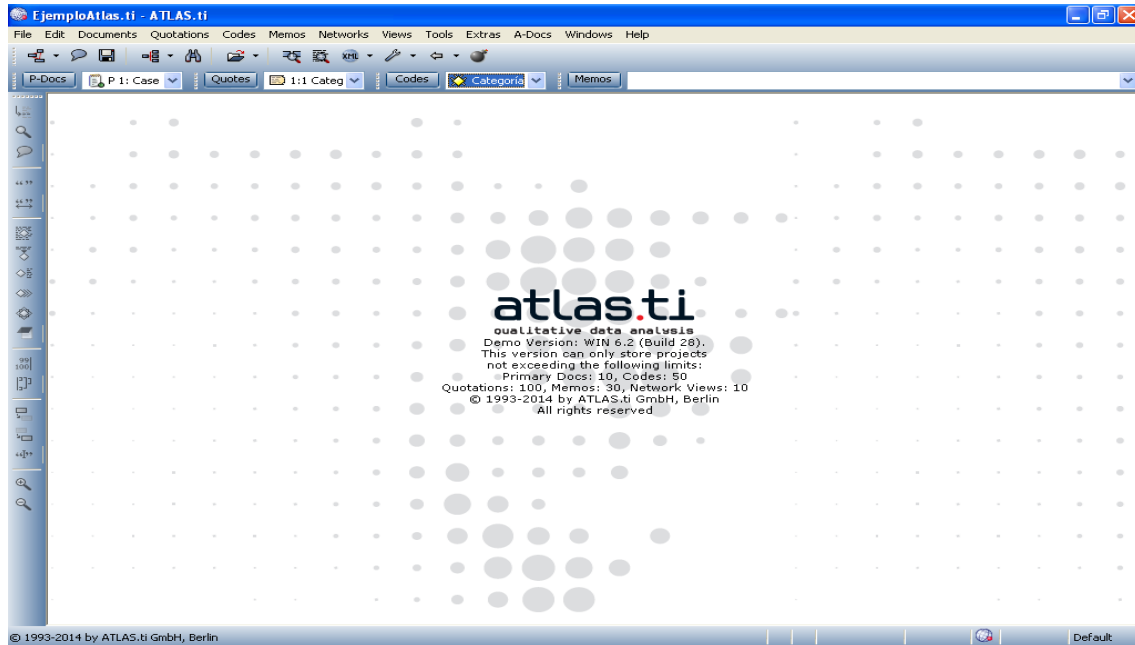 EjemploAtlas.ti - ATLAS.ti
File Edit Documents Quotations Codes Memos Networks Views Tools Extras A-Docs Windows Help
XML
P-Docs P 1: Case Quotes 1:1 Categ Codes Categoria Memos
atlas.ti
qualitative data analysis
Demo Version: WIN 6.2 (Build 28).
This version can only store projects
not exceeding the following limits:
Primary Docs: 10, Codes: 50
Quotations: 100, Memos: 30, Network Views: 10
© 1993-2014 by ATLAS.ti GmbH, Berlin
All rights reserved
© 1993-2014 by ATLAS.ti GmbH, Berlin Default